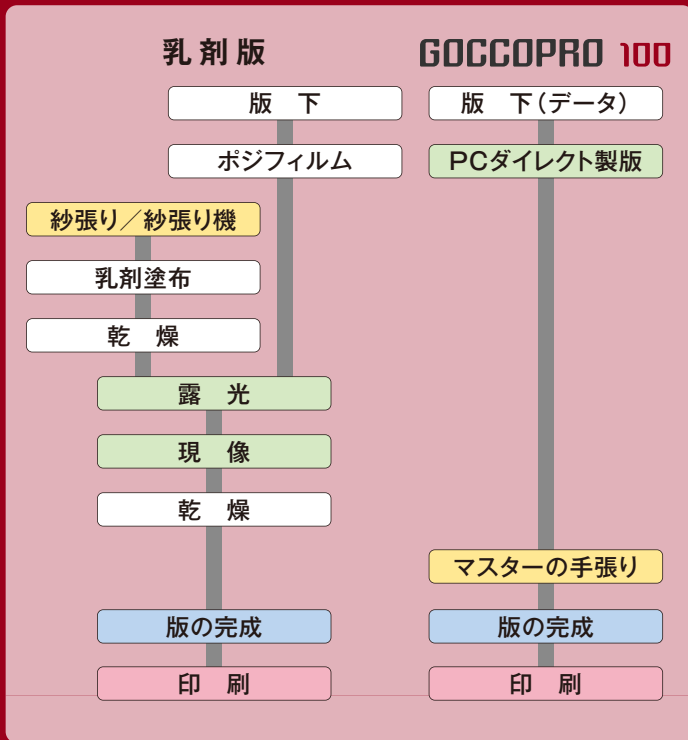 乳剤版
版 下
ポジフィルム
紗張り／紗張り機
乳剤塗布
乾 燥
露 光
現 像
乾 燥
版の完成
印 刷
GOCCOPRO 100
版 下(データ)
PCダイレクト製版
マスターの手張り
版の完成
印 刷